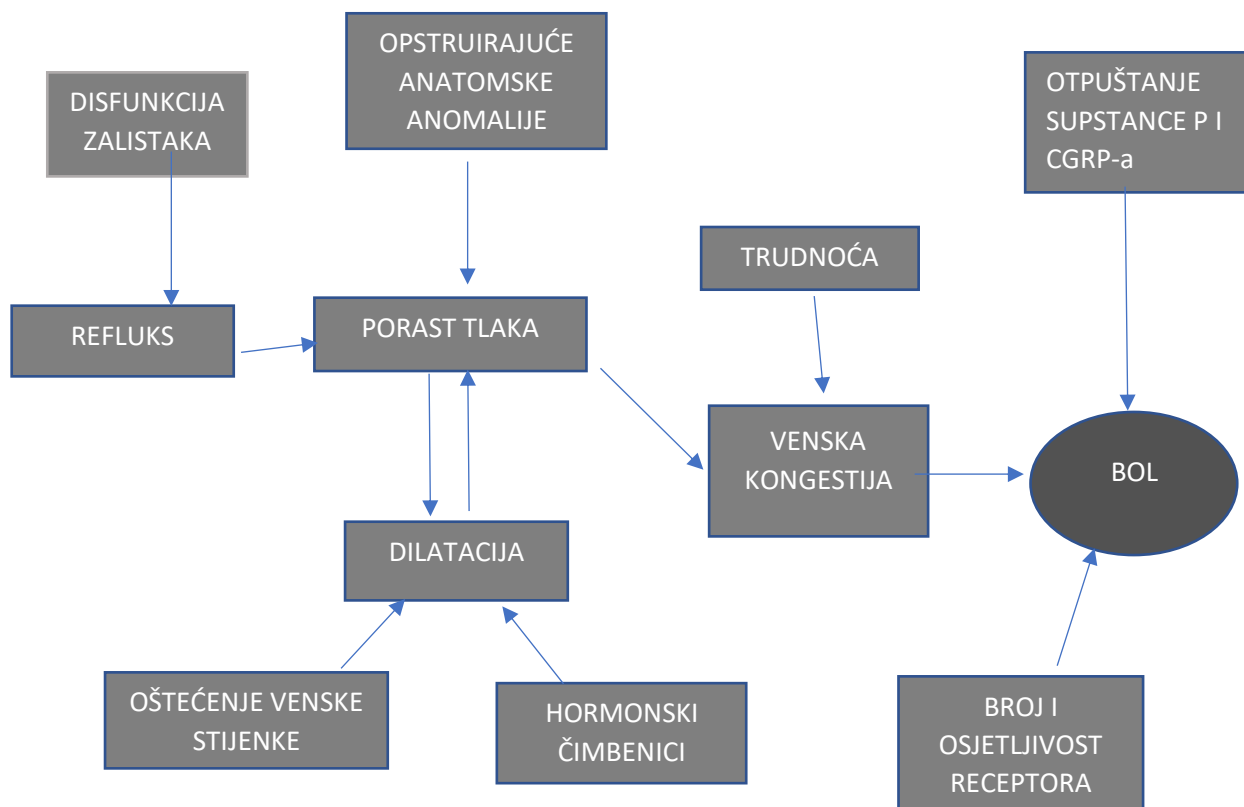 OPSTRUIRAJUĆE
ANATOMSKE
ANOMALIJE
DISFUNKCIJA
ZALISTAKA
OTPUŠTANJE
SUPSTANCE P I
CGRP-a
TRUDNOĆA
REFLUKS
PORAST TLAKA
VENSKA
KONGESTIJA
BOL
DILATACIJA
OŠTEĆENJE VENSKE
STIJENKE
HORMONSKI
ČIMBENICI
BROJ I
OSJETLJIVOST
RECEPTORA